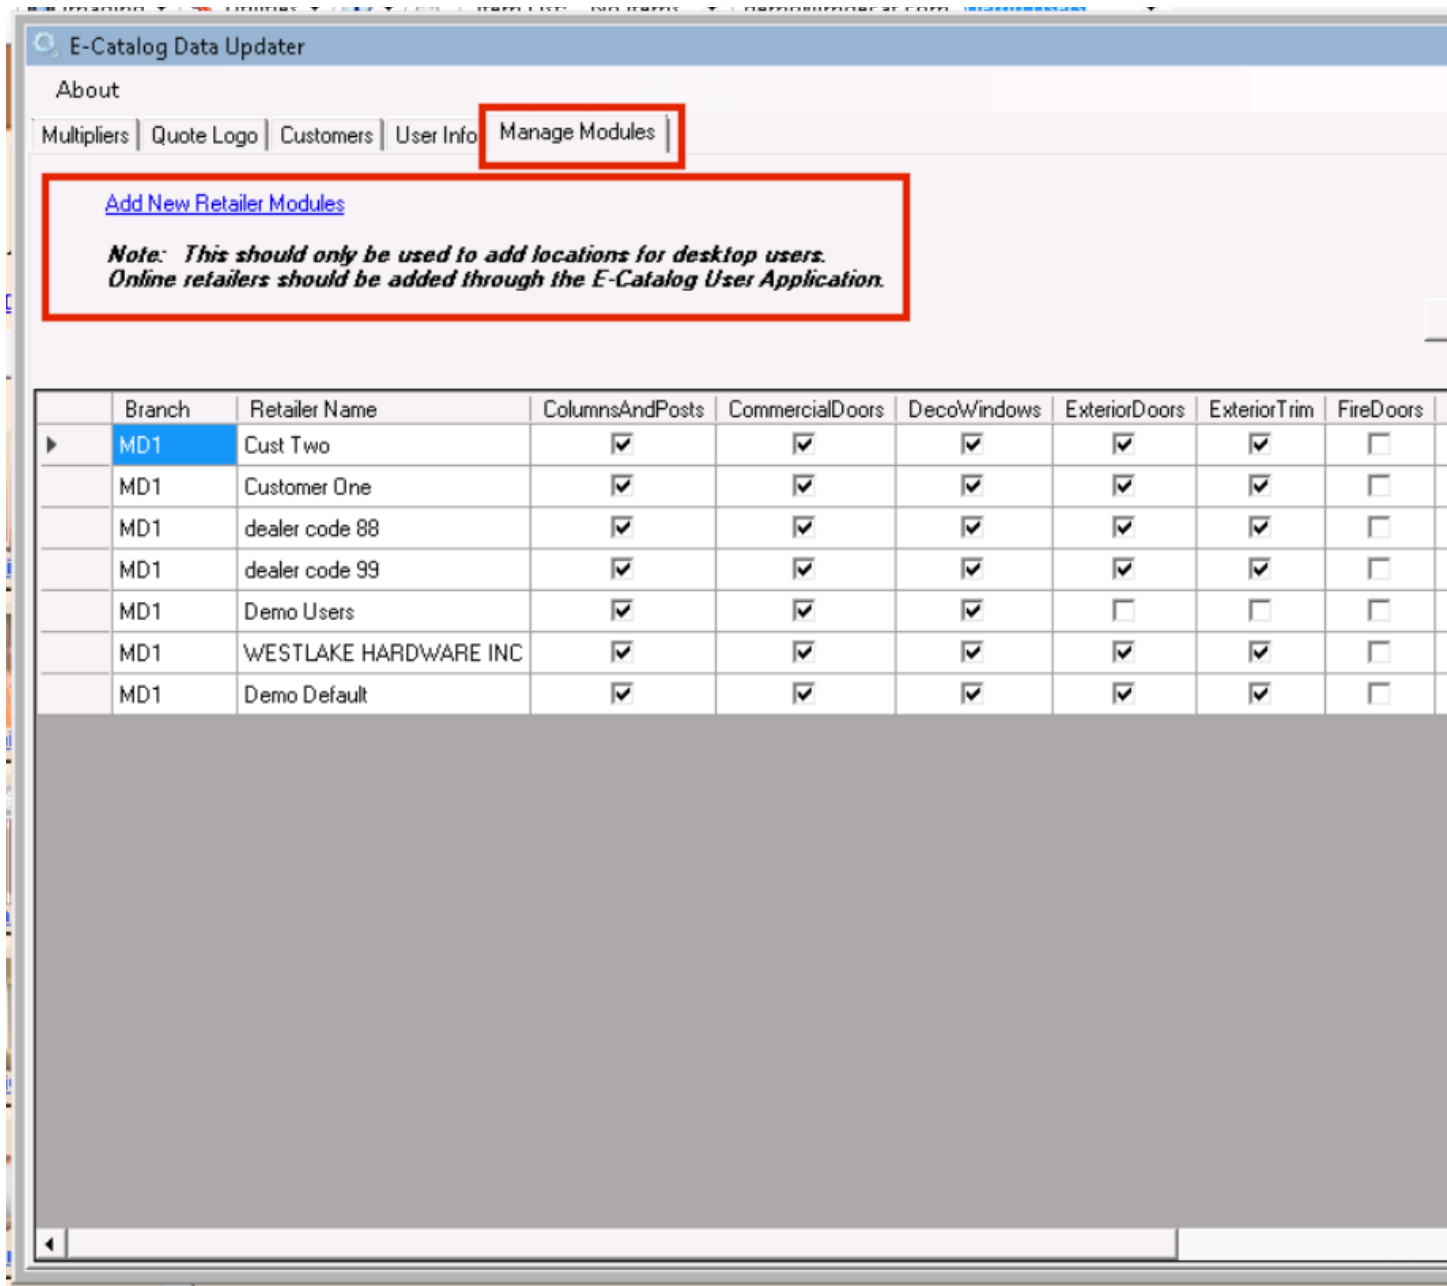 E-Catalog Data Updater
About
Multipliers Quote Logo Customers User Info Manage Modules
Add New Retailer Modules
Note: This should only be used to add locations for desktop users.
Online retailers should be added through the E-Catalog User Application.
Branch Retailer Name ColumnsAndPosts CommercialDoors DecoWindows ExteriorDoors ExteriorTrim FireDoors
MD1 Cust Two
MD1 Customer One
MD1 dealer code 88
MD1 dealer code 99
MD1 Demo Users
MD1 WESTLAKE HARDWARE INC
MD1 Demo Default